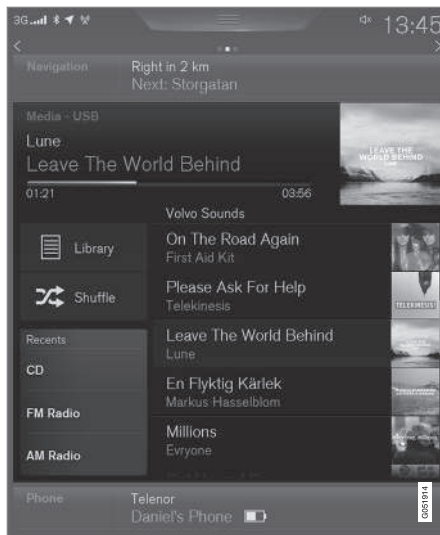 3G
13:45
Navigation
Right in 2 km
Next: Storgatan
Media - USB
Lune
Leave The World Behind
01:21
03:56
LEAVE THE
WORLD BEHIND
Volvo Sounds
Library
Shuffle
On The Road Again
First Aid Kit
Please Ask For Help
Telekinesis
TELEKINESIS!
Leave The World Behind
Lune
En Flyktig Kärlek
Markus Hasselblom
Millions
Evryone
Recents
CD
FM Radio
AM Radio
Phone
Telenor
Daniel's Phone
G051914